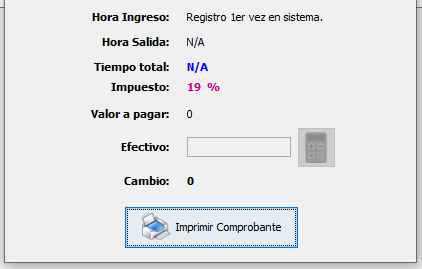 Hora Ingreso: Registro 1er vez en sistema.
Hora Salida: N/A
Tiempo total: N/A
Impuesto: 19 %
Valor a pagar: 0
Efectivo:
Cambio: 0
Imprimir Comprobante